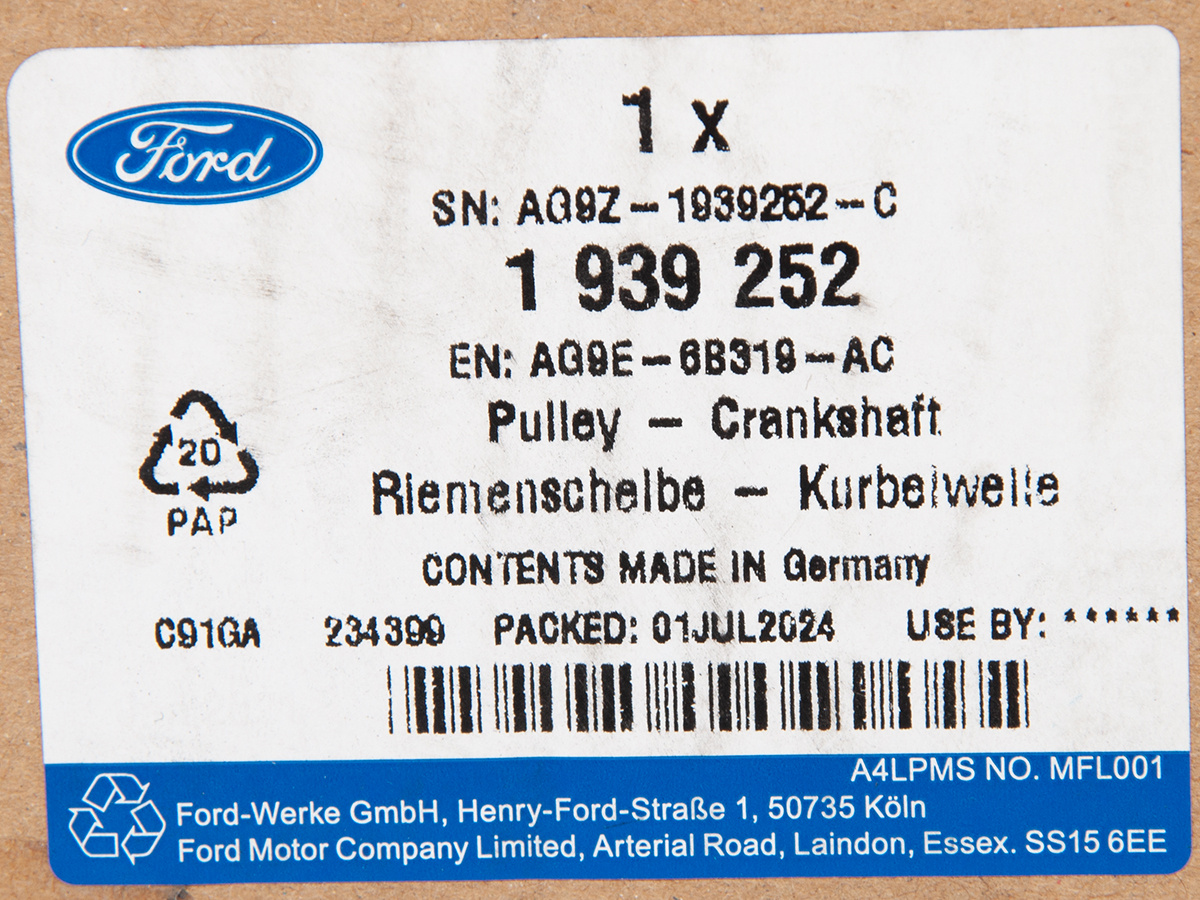 Ford
1 x
SN: AG9Z-1939252-C
1 939 252
EN: AG9E-6B319-AC
Pulley - Crankshaft
Riemenscheibe - Kurbelwelle
20
PAP
CONTENTS MADE IN Germany
C91GA 234399 PACKED: 01JUL2024 USE BY: ******
A4LPMS NO. MFL001
Ford-Werke GmbH, Henry-Ford-Straße 1, 50735 Köln
Ford Motor Company Limited, Arterial Road, Laindon, Essex. SS15 6EE